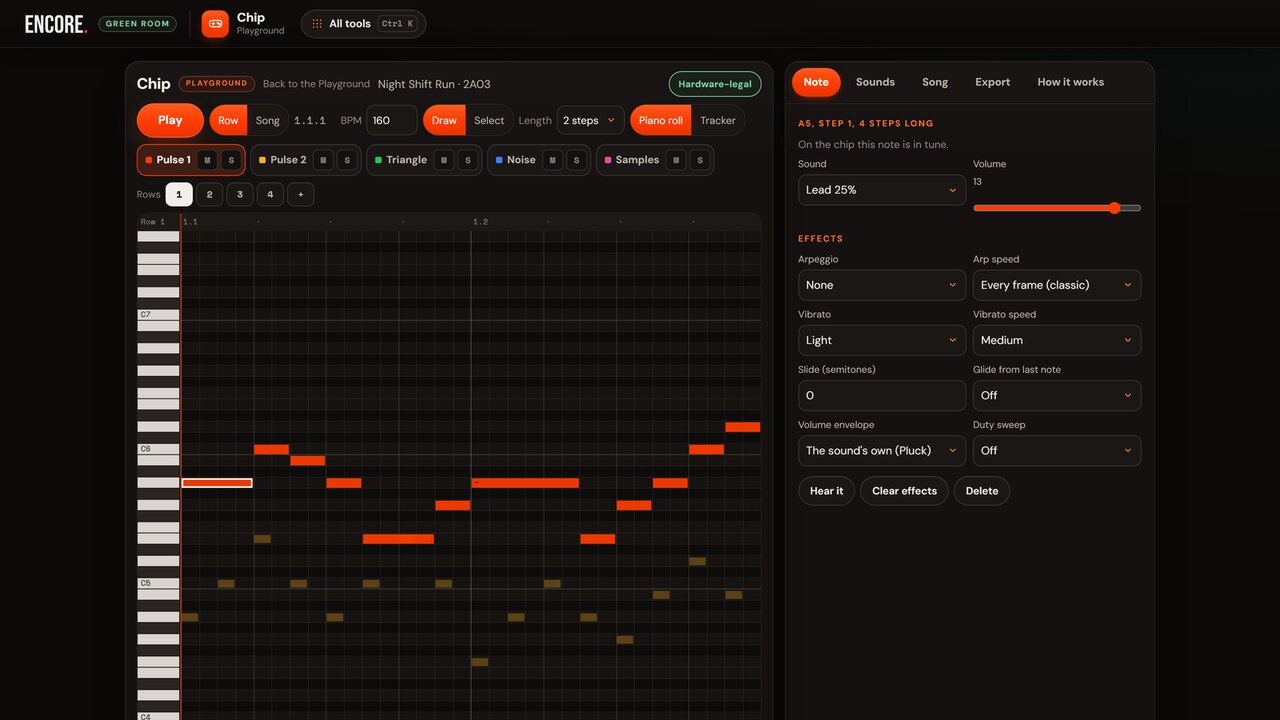 ENCORE. GREEN ROOM Chip Playground All tools Ctrl K
Chip PLAYGROUND Back to the Playground Night Shift Run · 2A03 Hardware-legal
Play Row Song 1.1.1 BPM 160 Draw Select Length 2 steps Piano roll Tracker
Pulse 1 M S Pulse 2 M S Triangle M S Noise M S Samples M S
Rows 1 2 3 4 +
Row 1 1.1 1.2
C7
C6
C5
C4
Note Sounds Song Export How it works
A5, STEP 1, 4 STEPS LONG
On the chip this note is in tune.
Sound Volume
Lead 25% 13
EFFECTS
Arpeggio Arp speed
None Every frame (classic)
Vibrato Vibrato speed
Light Medium
Slide (semitones) Glide from last note
0 Off
Volume envelope Duty sweep
The sound's own (Pluck) Off
Hear it Clear effects Delete